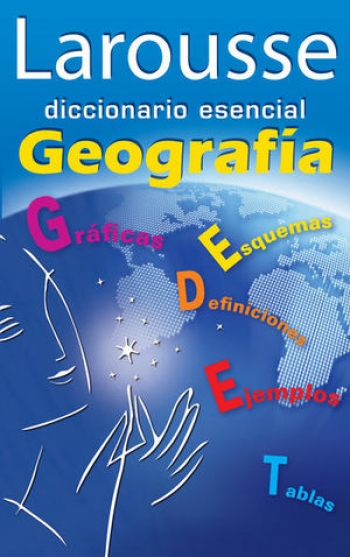 Larousse
diccionario esencial
Geografía
Gráficas
Esquemas
Definiciones
Ejemplos
Tablas